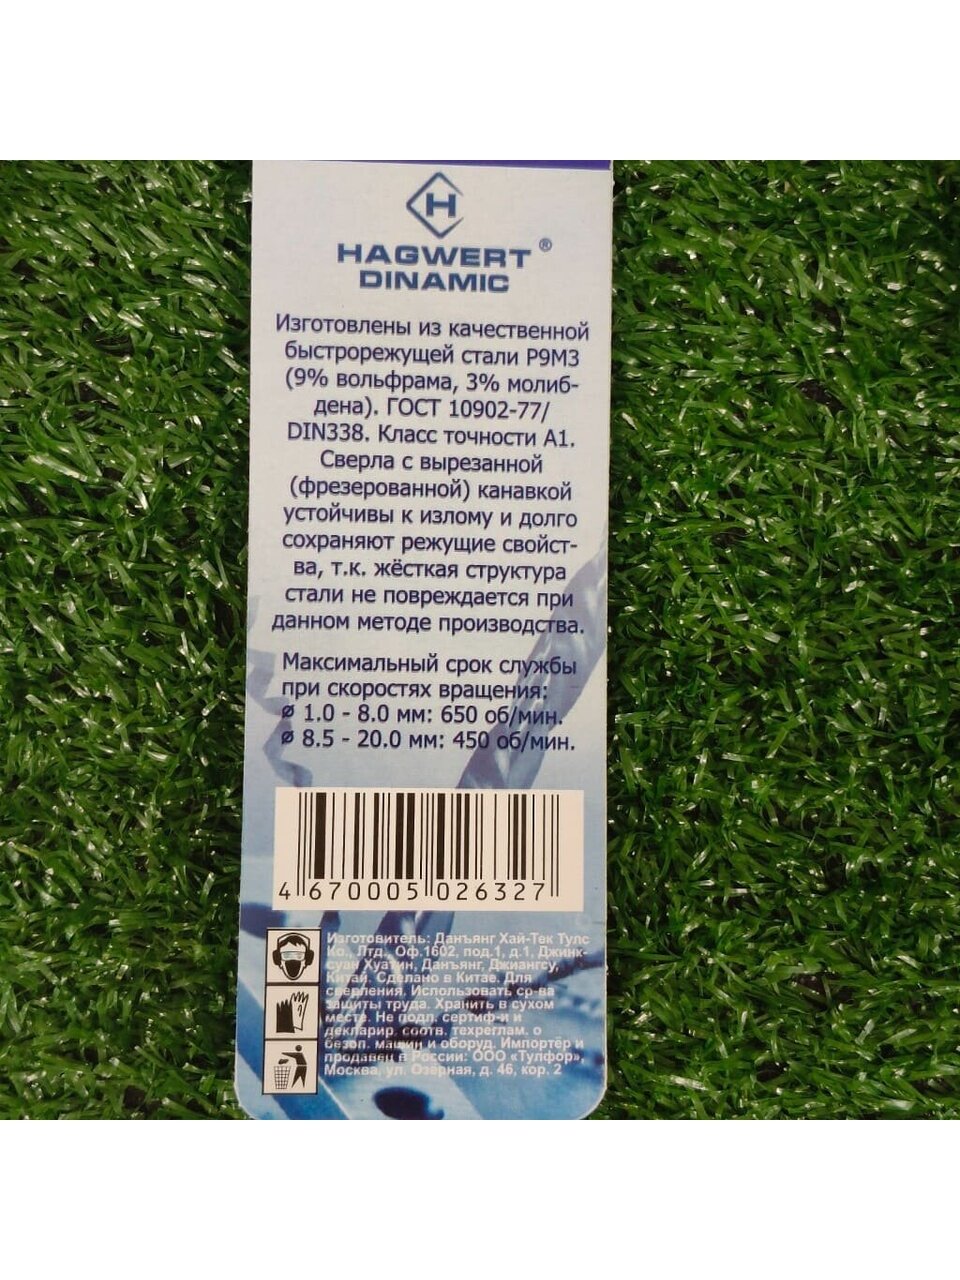 H
HAGWERT ®
DINAMIC
Изготовлены из качественной
быстрорежущей стали Р9М3
(9% вольфрама, 3% молиб-
дена). ГОСТ 10902-77/
DIN338. Класс точности А1.
Сверла с вырезанной
(фрезерованной) канавкой
устойчивы к излому и долго
сохраняют режущие свойст-
ва, т.к. жёсткая структура
стали не повреждается при
данном методе производства.
Максимальный срок службы
при скоростях вращения:
ø 1.0 - 8.0 мм: 650 об/мин.
ø 8.5 - 20.0 мм: 450 об/мин.
4 670005 026327
Изготовитель: Данъянг Хай-Тек Тулс
Ко., Лтд., Оф.1602, под.1, д.1, Джинк-
суан Хуатин, Данъянг, Джиангсу,
Китай. Сделано в Китае. Для
сверления. Использовать ср-ва
защиты труда. Хранить в сухом
месте. Не подл. сертиф-и и
декларир. соотв. техреглам. о
безоп. машин и оборуд. Импортёр и
продавец в России: ООО «Тулфор»,
Москва, ул. Озёрная, д. 46, кор. 2